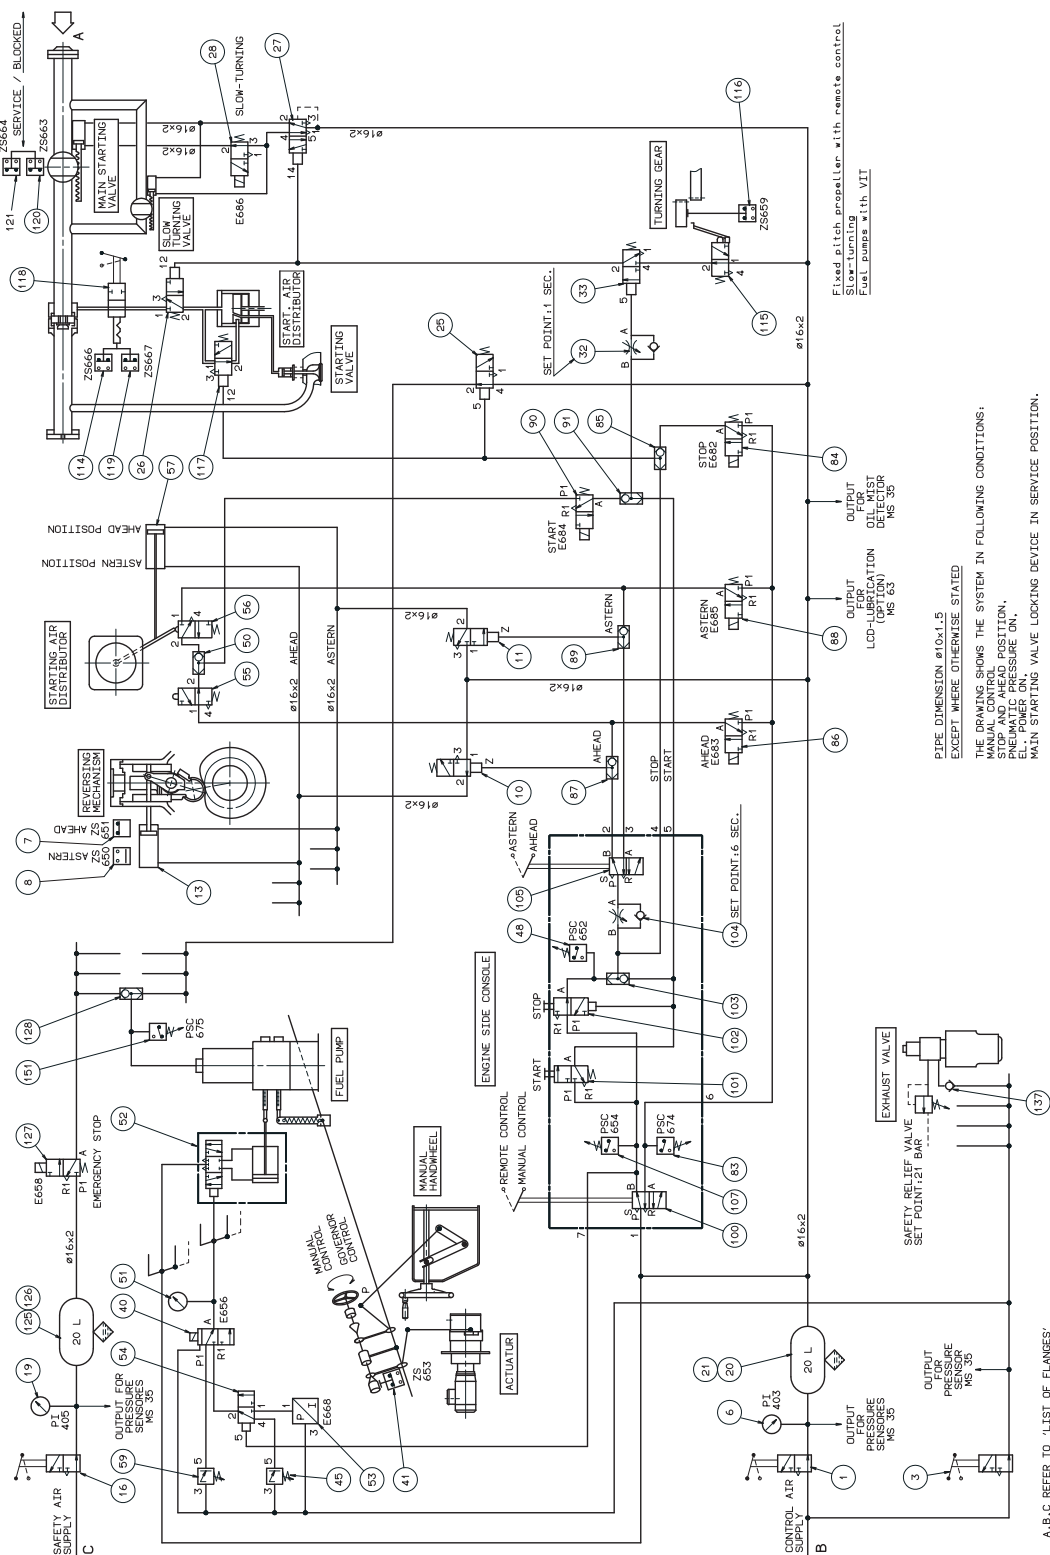 ZS664
ZS663
SERVICE / BLOCKED
A
121
120
118
MAIN STARTING
VALVE
SLOW
TURNING
VALVE
ø16x2
ø16x2
ø16x2
28
SLOW-TURNING
27
E686
ZS666
ZS667
114
119
26
57
117
START. AIR
DISTRIBUTOR
STARTING
VALVE
25
SET POINT:1 SEC.
33
32
TURNING GEAR
116
ZS659
115
ø16x2
Fixed pitch propeller with remote control
Slow-turning
Fuel pumps with VIT
90
91
85
START
E684
STOP
E682
84
OUTPUT
FOR
OIL MIST
DETECTOR
MS 35
AHEAD POSITION
ASTERN POSITION
STARTING AIR
DISTRIBUTOR
56
50
55
ø16x2 AHEAD
ø16x2 ASTERN
ø16x2
11
89
ASTERN
ASTERN
E685
88
OUTPUT
FOR
LCD-LUBRICATION
(OPTION)
MS 63
ø16x2
REVERSING
MECHANISM
AHEAD
ZS
651
ASTERN
ZS
650
7
8
13
ø16x2
10
87
AHEAD
AHEAD
E683
86
STOP
START
PIPE DIMENSION ø10x1.5
EXCEPT WHERE OTHERWISE STATED
THE DRAWING SHOWS THE SYSTEM IN FOLLOWING CONDITIONS:
MANUAL CONTROL
STOP AND AHEAD POSITION.
PNEUMATIC PRESSURE ON.
EL. POWER ON.
MAIN STARTING VALVE LOCKING DEVICE IN SERVICE POSITION.
ENGINE SIDE CONSOLE
ASTERN
AHEAD
105
48
PSC
652
104
SET POINT:6 SEC.
103
STOP
102
START
101
REMOTE CONTROL
MANUAL CONTROL
PSC
654
PSC
674
83
107
100
128
151
PSC
675
FUEL PUMP
127
E658
EMERGENCY STOP
52
ø16x2
125
126
20 L
51
40
E656
54
MANUAL
CONTROL
GOVERNOR
CONTROL
MANUAL
HANDWHEEL
ACTUATUR
ZS
653
19
PI
405
OUTPUT FOR
PRESSURE
SENSORES
MS 35
59
45
53
E668
41
16
SAFETY AIR
SUPPLY
C
EXHAUST VALVE
SAFETY RELIEF VALVE
SET POINT:21 BAR
137
ø16x2
21
20
20 L
6
PI
403
OUTPUT
FOR
PRESSURE
SENSORES
MS 35
OUTPUT
FOR
PRESSURE
SENSOR
MS 35
1
3
CONTROL AIR
SUPPLY
B
A.B.C REFER TO 'LIST OF FLANGES'